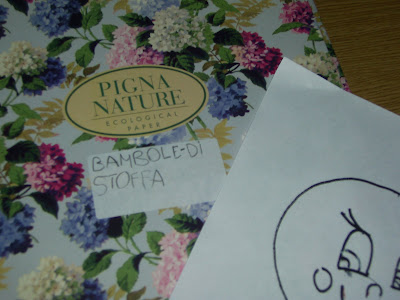 PIGNA
NATURE
ECOLOGICAL
PAPER
BAMBOLE-DI
STOFFA